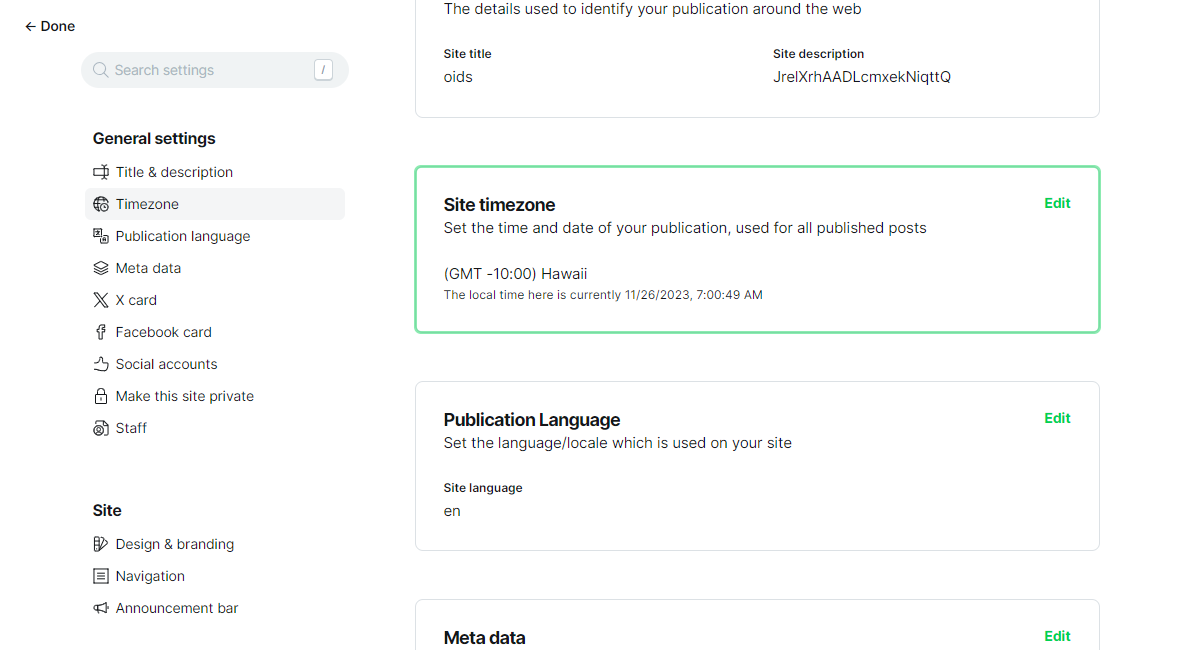 ← Done
Search settings
/
General settings
Title & description
Timezone
Publication language
Meta data
X card
Facebook card
Social accounts
Make this site private
Staff
Site
Design & branding
Navigation
Announcement bar
The details used to identify your publication around the web
Site title
oids
Site description
JrelXrhAADLcmxekNiqttQ
Site timezone
Edit
Set the time and date of your publication, used for all published posts
(GMT -10:00) Hawaii
The local time here is currently 11/26/2023, 7:00:49 AM
Publication Language
Edit
Set the language/locale which is used on your site
Site language
en
Meta data
Edit